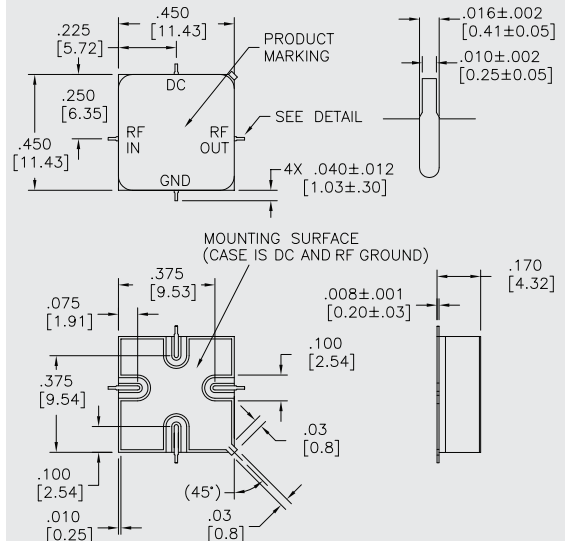 .450
[11.43]
.225
[5.72]
PRODUCT
MARKING
.016±.002
[0.41±0.05]
.010±.002
[0.25±0.05]
DC
.250
[6.35]
.450
[11.43]
RF
IN
RF
OUT
SEE DETAIL
GND
4X .040±.012
[1.03±.30]
MOUNTING SURFACE
(CASE IS DC AND RF GROUND)
.375
[9.53]
.075
[1.91]
.008±.001
[0.20±.03]
.170
[4.32]
.100
[2.54]
.375
[9.54]
.03
[0.8]
.100
[2.54]
(45°)
.010
[0.25]
.03
[0.8]